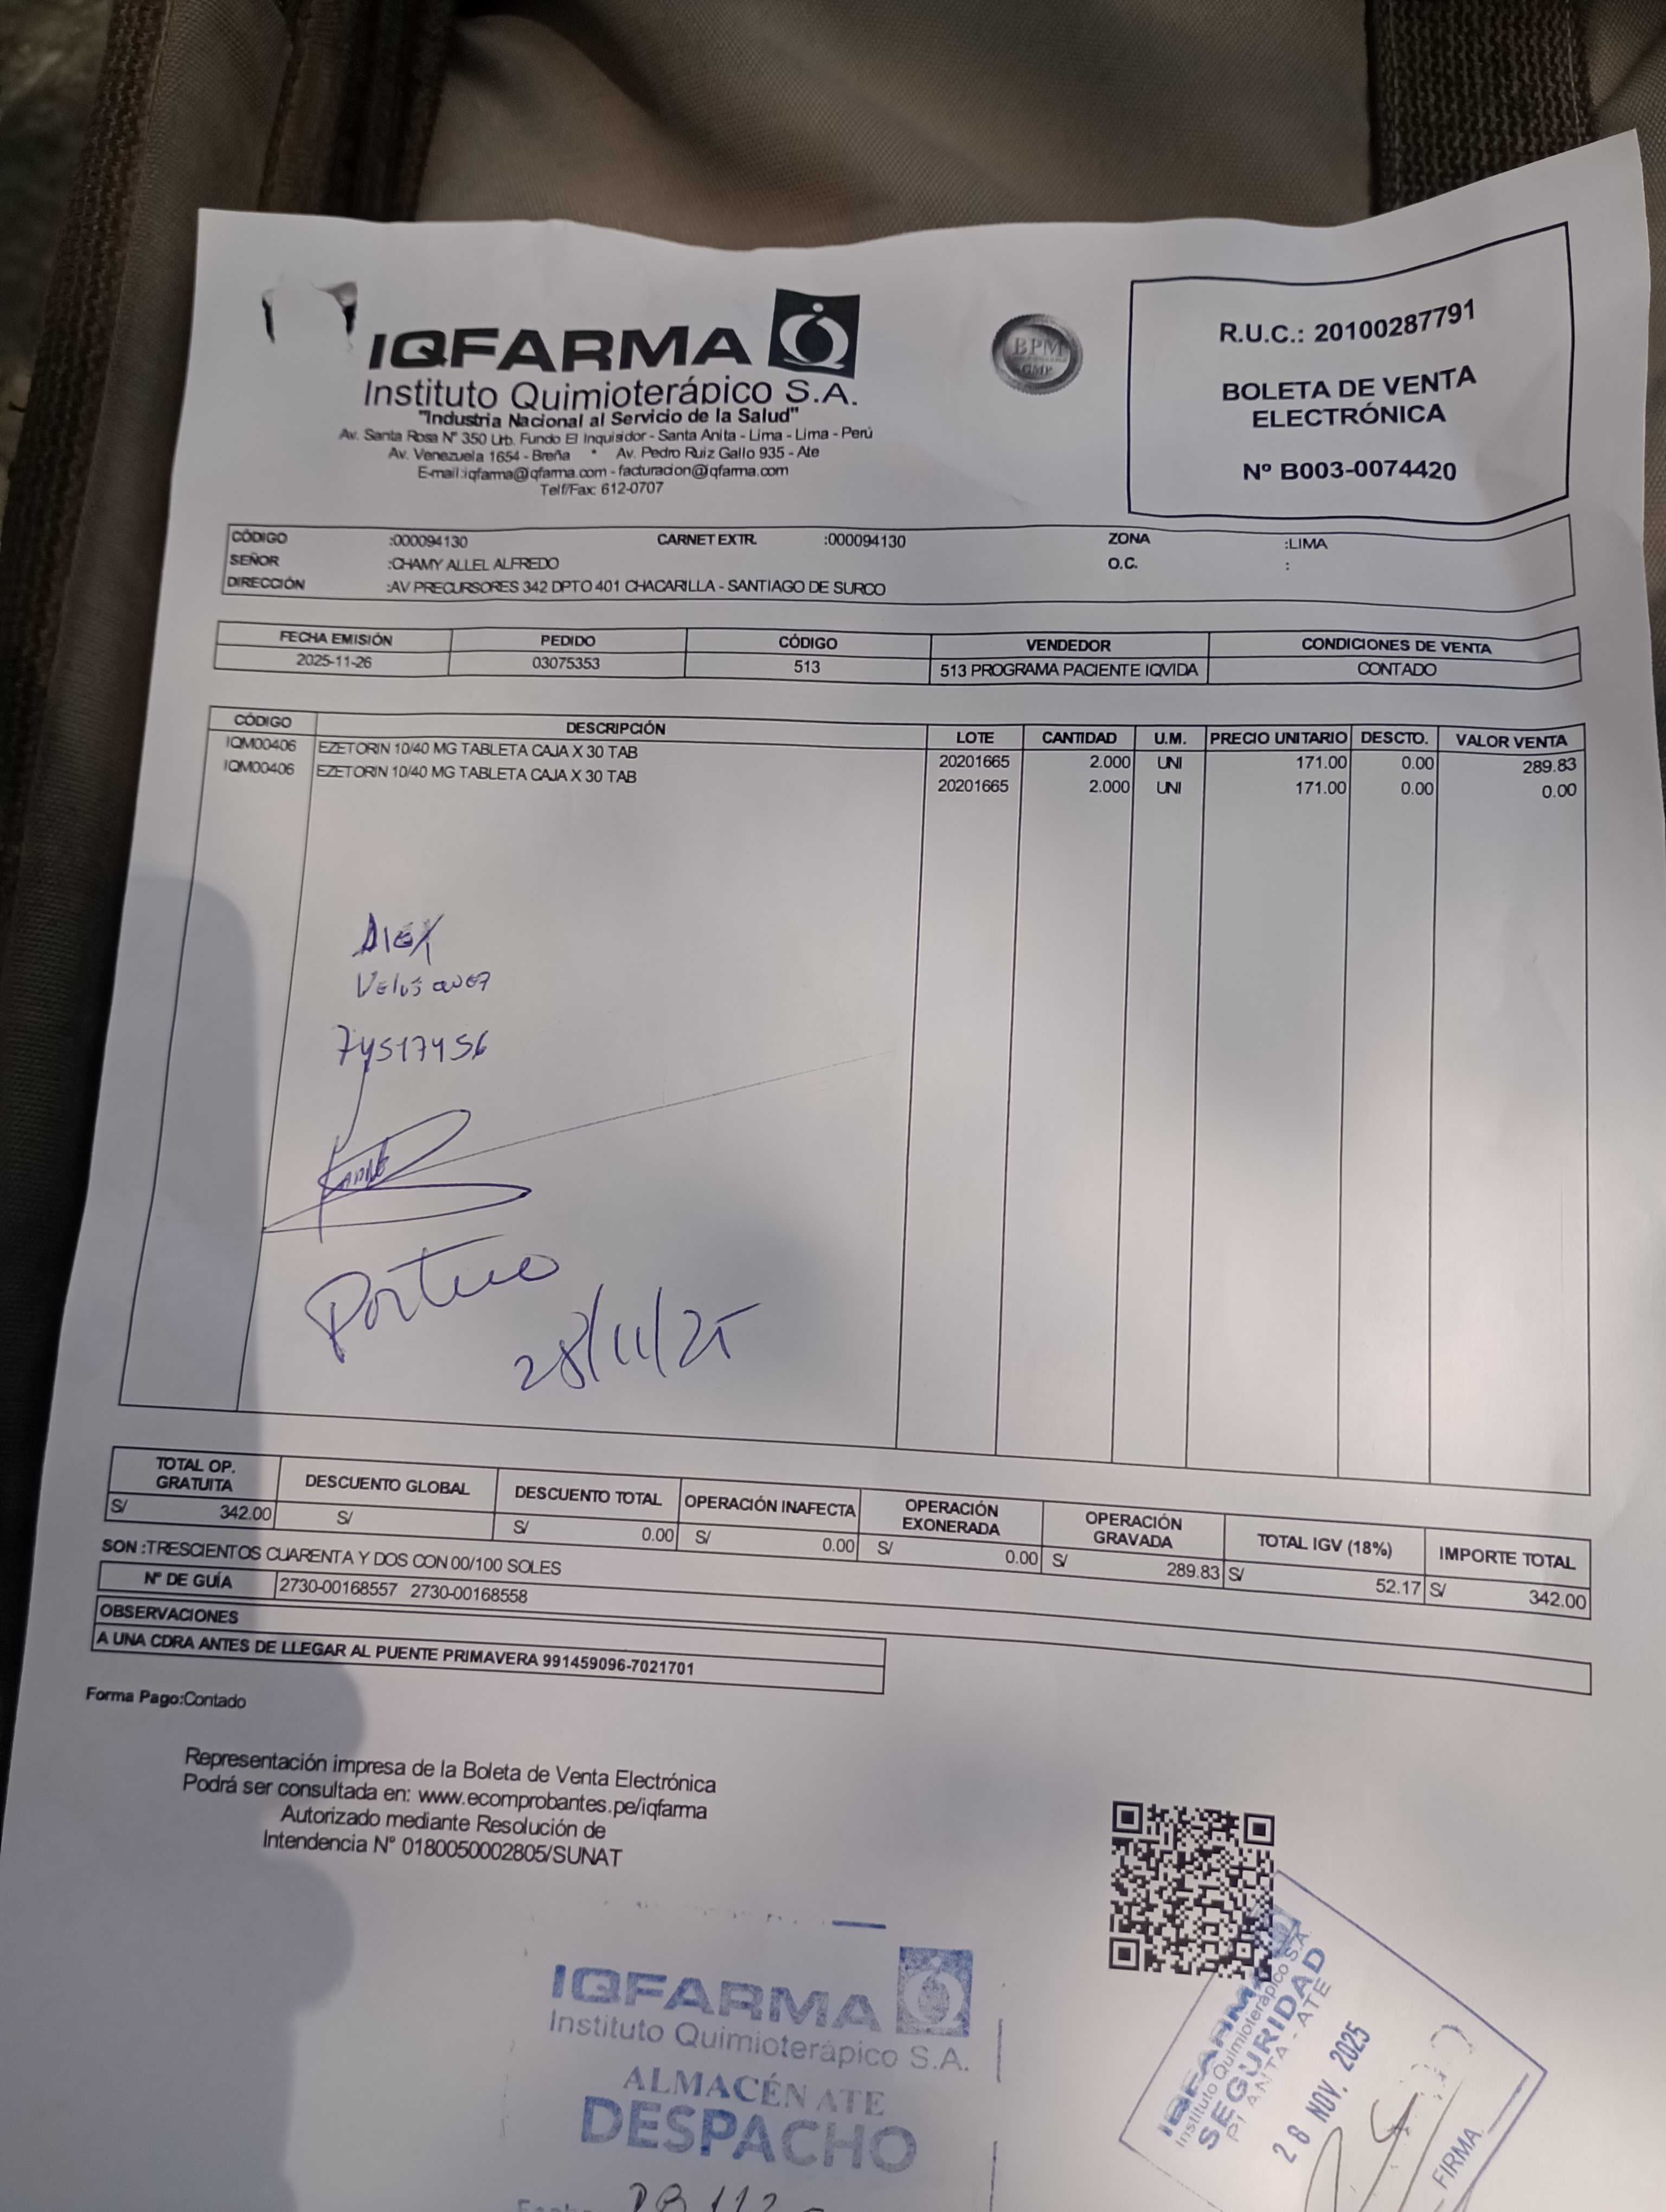 IQFARMA
Instituto Quimioterápico S.A.
"Industria Nacional al Servicio de la Salud"
Av. Santa Rosa N° 350 Urb. Fundo El Inquisidor - Santa Anita - Lima - Lima - Perú
Av. Venezuela 1654 - Breña * Av. Pedro Ruiz Gallo 935 - Ate
E-mail:iqfarma@iqfarma.com - facturacion@iqfarma.com
Telf/Fax: 612-0707
BPM
GMP
R.U.C.: 20100287791
BOLETA DE VENTA
ELECTRÓNICA
Nº B003-0074420
CÓDIGO :000094130 CARNET EXTR. :000094130 ZONA :LIMA
SEÑOR :CHAMY ALLEL ALFREDO O.C. :
DIRECCIÓN :AV PRECURSORES 342 DPTO 401 CHACARILLA - SANTIAGO DE SURCO
FECHA EMISIÓN PEDIDO CÓDIGO VENDEDOR CONDICIONES DE VENTA
2025-11-26 03075353 513 513 PROGRAMA PACIENTE IQVIDA CONTADO
CÓDIGO DESCRIPCIÓN LOTE CANTIDAD U.M. PRECIO UNITARIO DESCTO. VALOR VENTA
IQM00406 EZETORIN 10/40 MG TABLETA CAJA X 30 TAB 20201665 2.000 UNI 171.00 0.00 289.83
IQM00406 EZETORIN 10/40 MG TABLETA CAJA X 30 TAB 20201665 2.000 UNI 171.00 0.00 0.00
Alex
74517456
28/11/25
TOTAL OP. GRATUITA DESCUENTO GLOBAL DESCUENTO TOTAL OPERACIÓN INAFECTA OPERACIÓN EXONERADA OPERACIÓN GRAVADA TOTAL IGV (18%) IMPORTE TOTAL
S/ 342.00 S/ S/ 0.00 S/ 0.00 S/ 0.00 S/ 289.83 S/ 52.17 S/ 342.00
SON :TRESCIENTOS CUARENTA Y DOS CON 00/100 SOLES
N° DE GUÍA 2730-00168557 2730-00168558
OBSERVACIONES
A UNA CDRA ANTES DE LLEGAR AL PUENTE PRIMAVERA 991459096-7021701
Forma Pago:Contado
Representación impresa de la Boleta de Venta Electrónica
Podrá ser consultada en: www.ecomprobantes.pe/iqfarma
Autorizado mediante Resolución de
Intendencia N° 0180050002805/SUNAT
IQFARMA
Instituto Quimioterápico S.A.
ALMACÉN ATE
DESPACHO
IQFARMA
Instituto Quimioterápico S.A.
SEGURIDAD
PLANTA - ATE
28 NOV. 2025
FIRMA